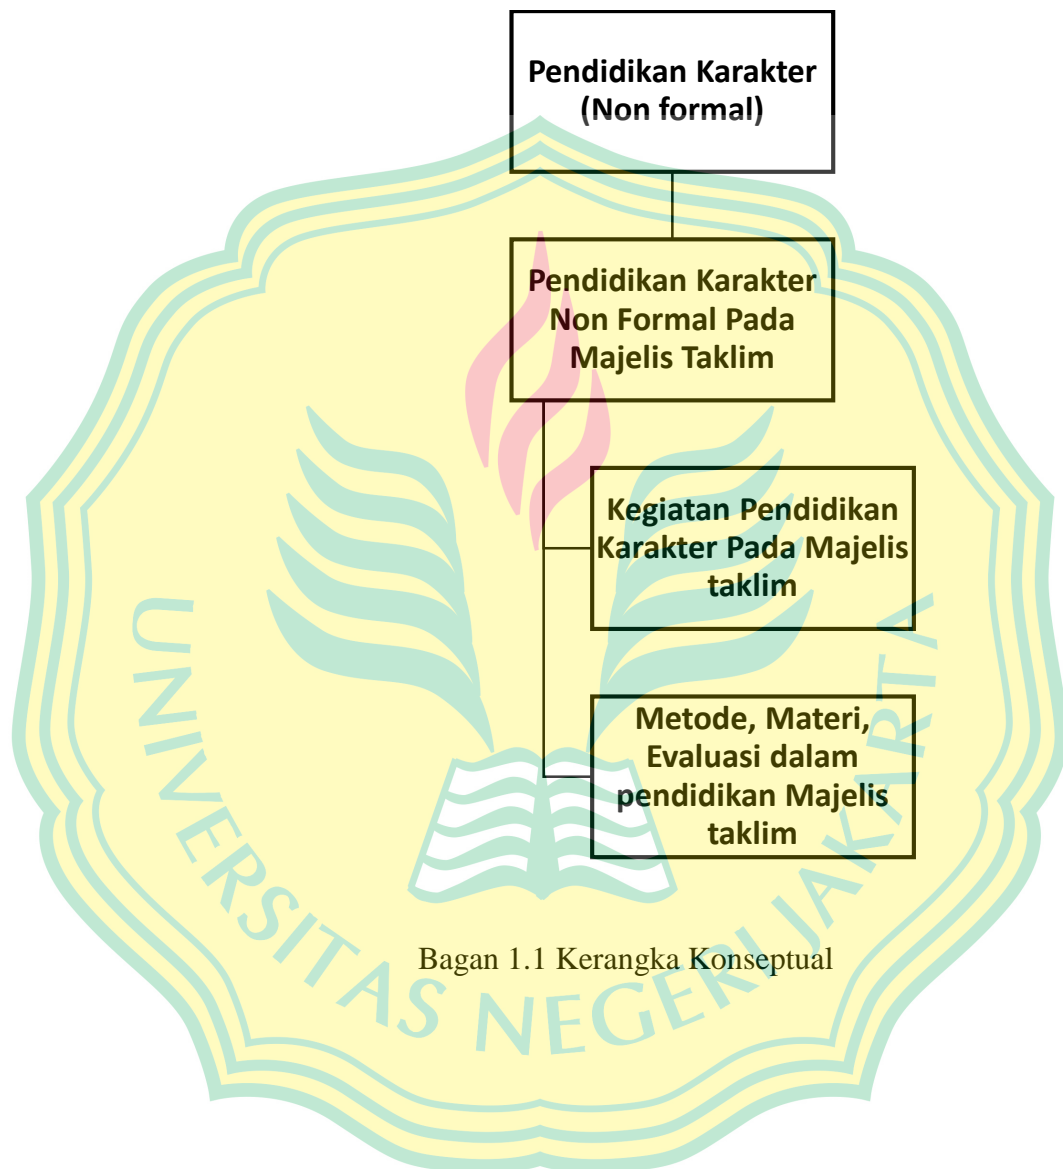 Pendidikan Karakter
(Non formal)
Pendidikan Karakter
Non Formal Pada
Majelis Taklim
Kegiatan Pendidikan
Karakter Pada Majelis
taklim
Metode, Materi,
Evaluasi dalam
pendidikan Majelis
taklim
Bagan 1.1 Kerangka Konseptual
UNIVERSITAS NEGERI JAKARTA